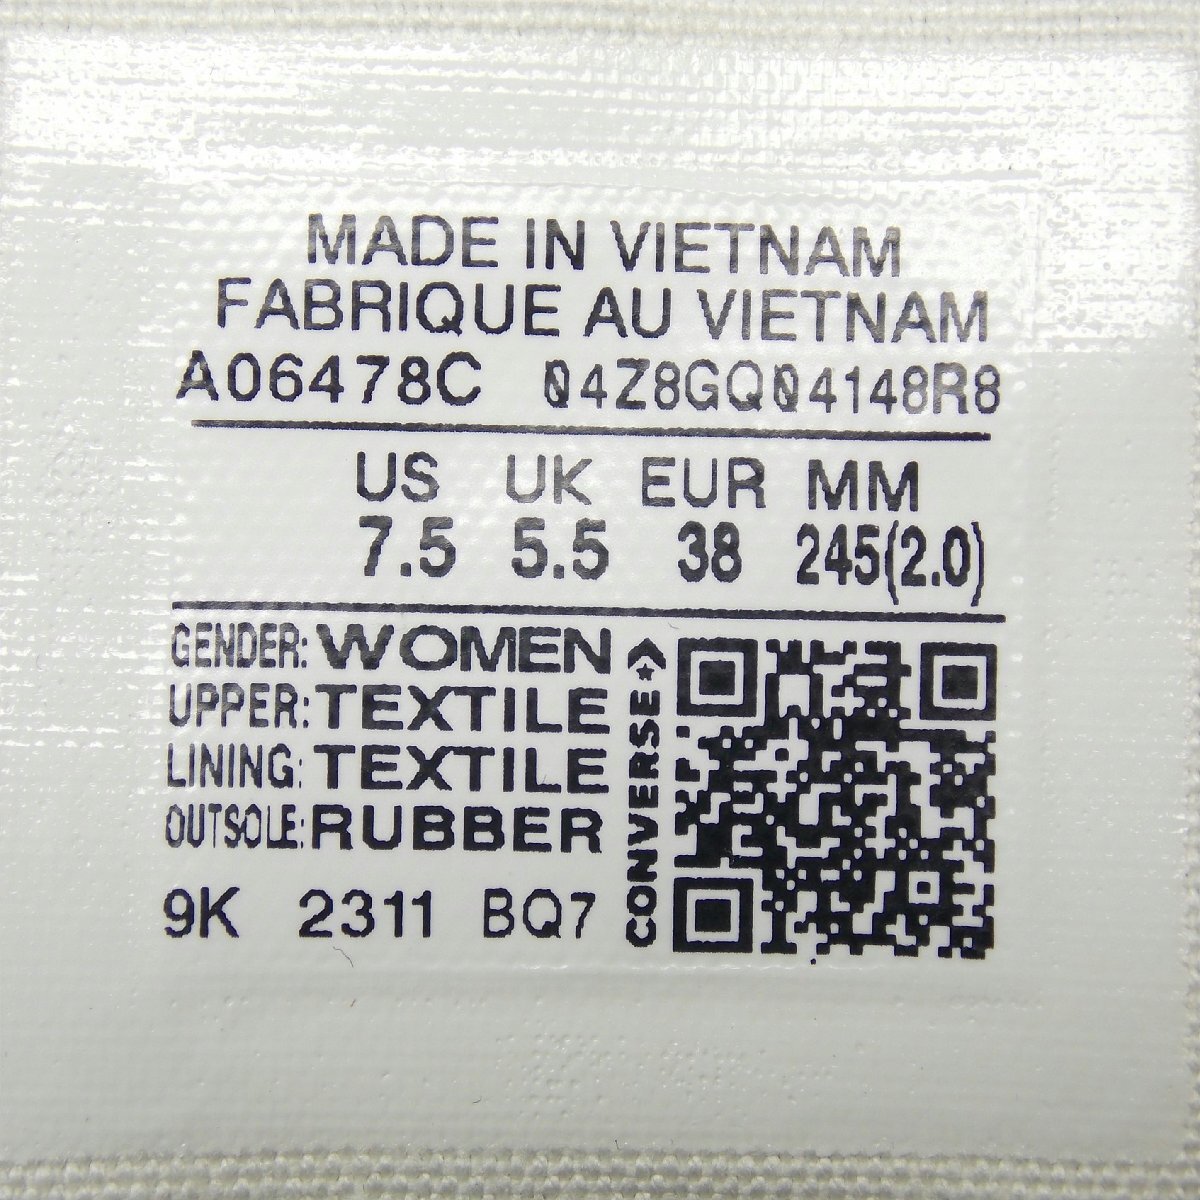 MADE IN VIETNAM
FABRIQUE AU VIETNAM
A06478C 04Z8GQ04148R8
US UK EUR MM
7.5 5.5 38 245(2.0)
GENDER: WOMEN
UPPER: TEXTILE
LINING: TEXTILE
OUTSOLE: RUBBER
9K 2311 BQ7
CONVERSE